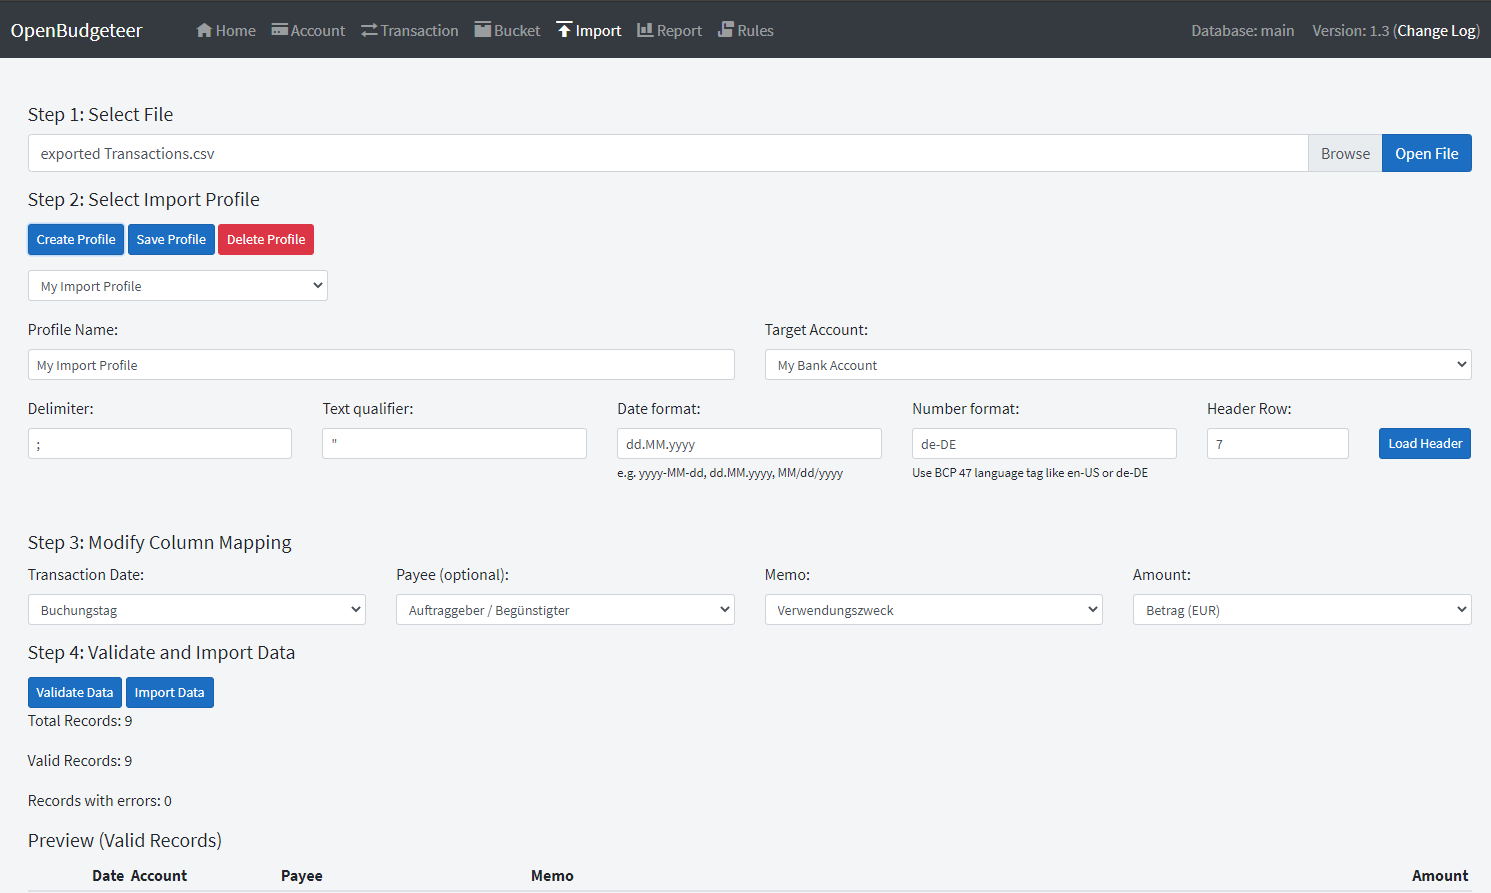 OpenBudgeteer Home Account Transaction Bucket Import Report Rules Database: main Version: 1.3 (Change Log)
Step 1: Select File
exported Transactions.csv Browse Open File
Step 2: Select Import Profile
Create Profile Save Profile Delete Profile
My Import Profile
Profile Name: Target Account:
My Import Profile My Bank Account
Delimiter: Text qualifier: Date format: Number format: Header Row:
; " dd.MM.yyyy de-DE 7 Load Header
e.g. yyyy-MM-dd, dd.MM.yyyy, MM/dd/yyyy Use BCP 47 language tag like en-US or de-DE
Step 3: Modify Column Mapping
Transaction Date: Payee (optional): Memo: Amount:
Buchungstag Auftraggeber / Begünstigter Verwendungszweck Betrag (EUR)
Step 4: Validate and Import Data
Validate Data Import Data
Total Records: 9
Valid Records: 9
Records with errors: 0
Preview (Valid Records)
Date Account Payee Memo Amount